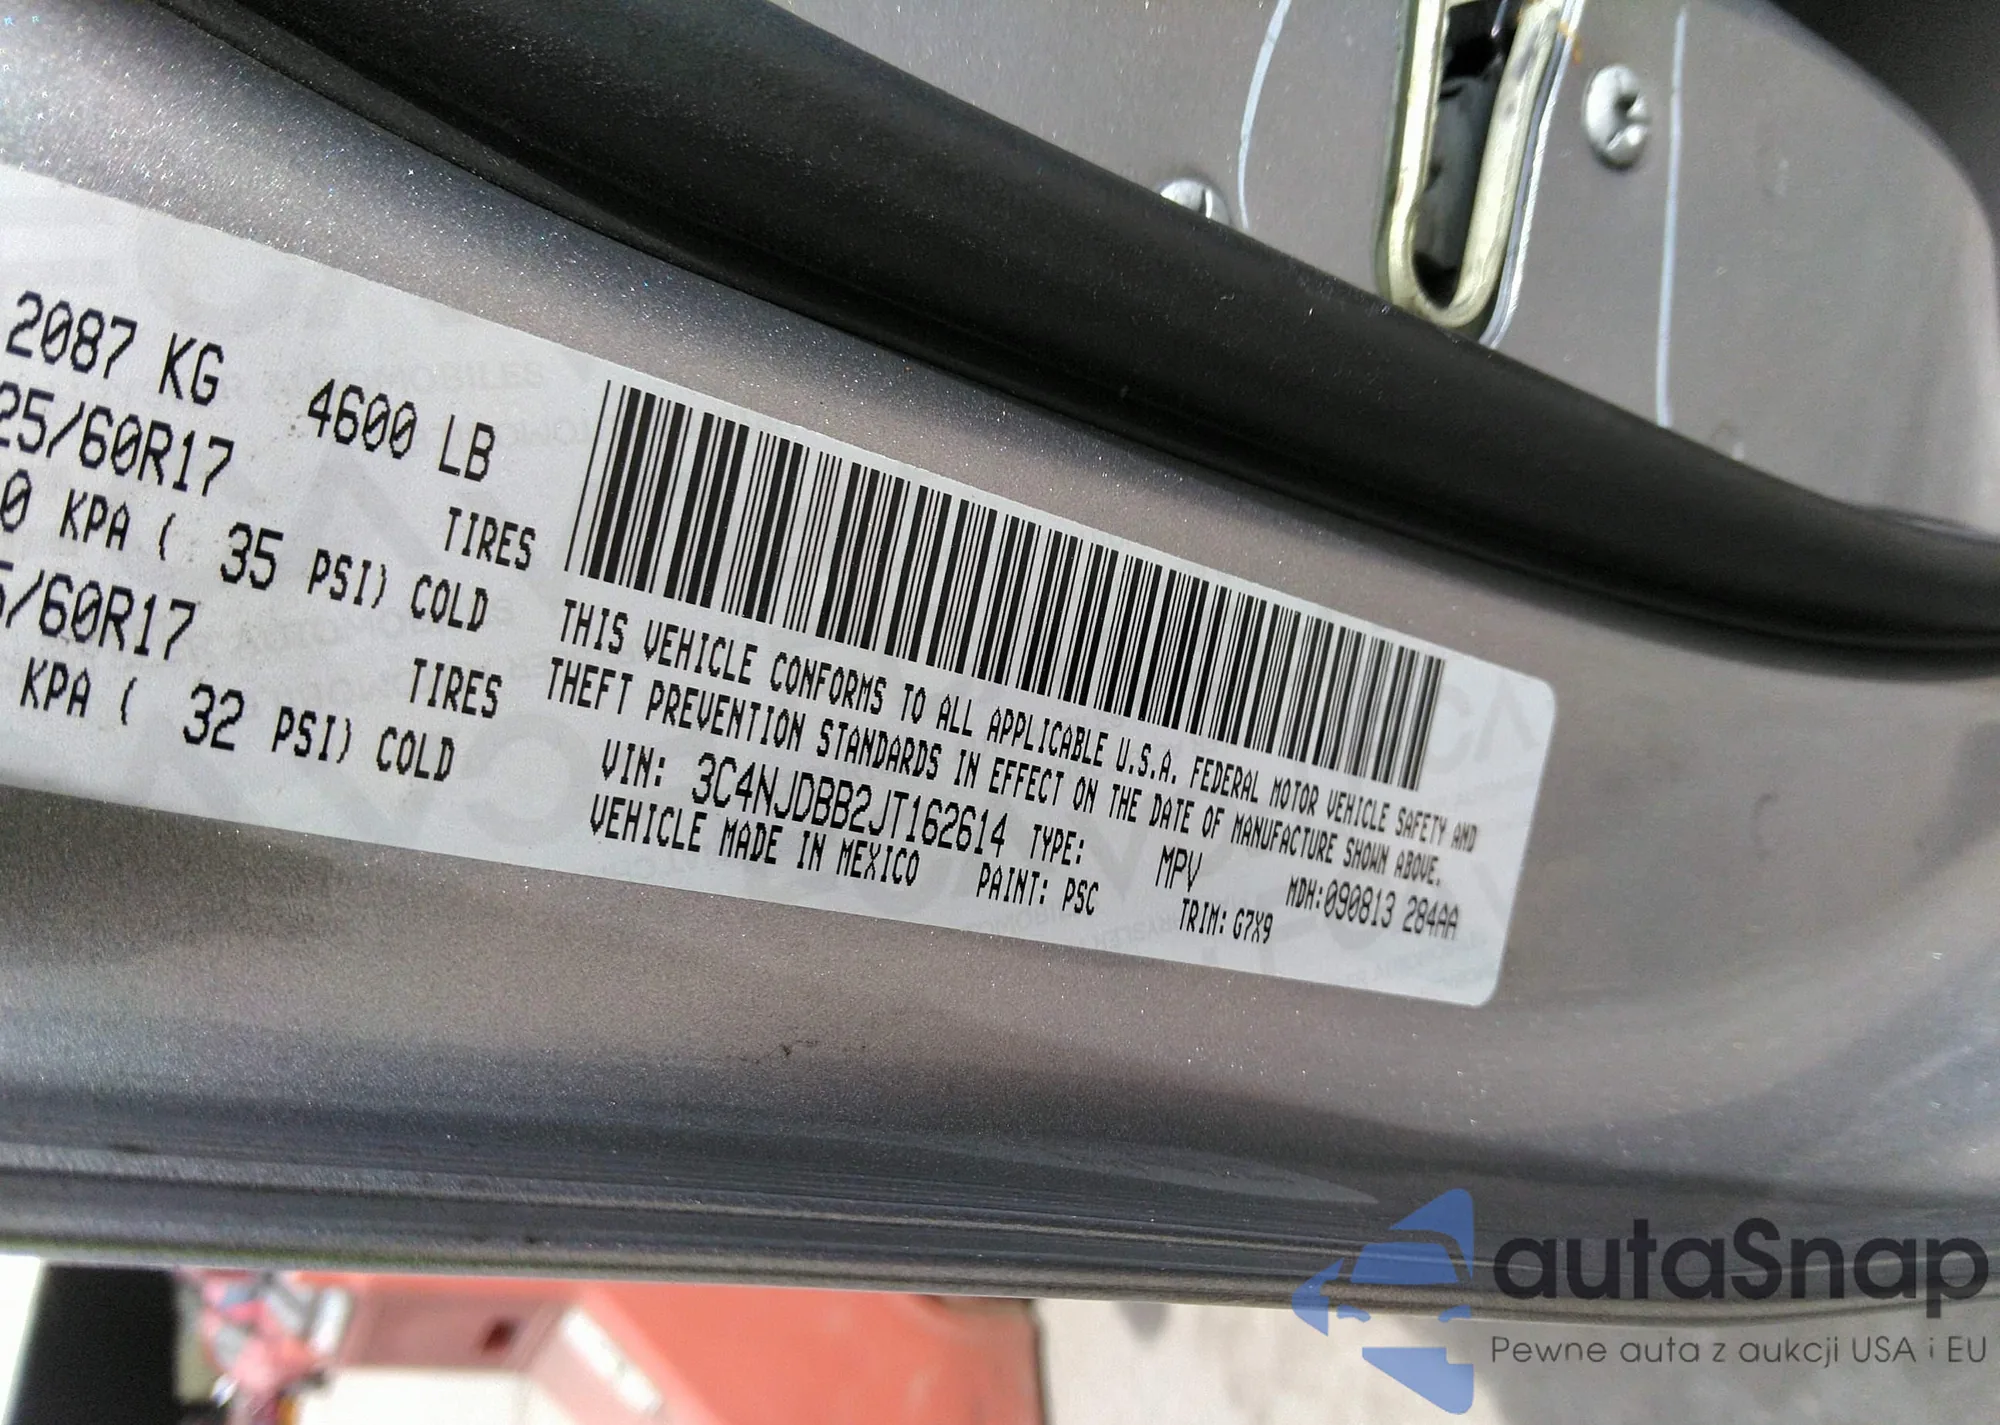 2087 KG 4600 LB
25/60R17 TIRES
0 KPA ( 35 PSI) COLD
5/60R17 TIRES
KPA ( 32 PSI) COLD
THIS VEHICLE CONFORMS TO ALL APPLICABLE U.S.A. FEDERAL MOTOR VEHICLE SAFETY AND
THEFT PREVENTION STANDARDS IN EFFECT ON THE DATE OF MANUFACTURE SHOWN ABOVE.
VIN: 3C4NJDBB2JT162614 TYPE: MPV MDH:090813 284AA
VEHICLE MADE IN MEXICO PAINT: PSC TRIM: G7X9
autaSnap
Pewne auta z aukcji USA i EU